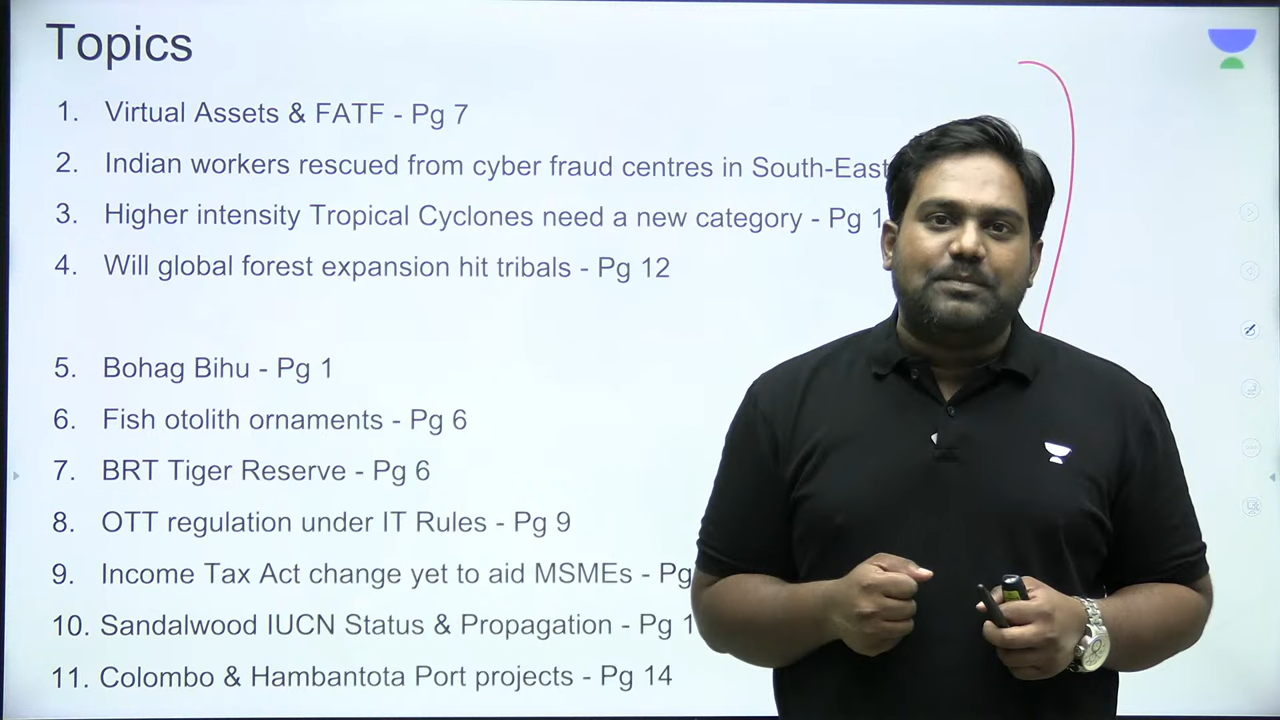 Topics
1. Virtual Assets & FATF - Pg 7
2. Indian workers rescued from cyber fraud centres in South-East
3. Higher intensity Tropical Cyclones need a new category - Pg 1
4. Will global forest expansion hit tribals - Pg 12
5. Bohag Bihu - Pg 1
6. Fish otolith ornaments - Pg 6
7. BRT Tiger Reserve - Pg 6
8. OTT regulation under IT Rules - Pg 9
9. Income Tax Act change yet to aid MSMEs - Pg
10. Sandalwood IUCN Status & Propagation - Pg 1
11. Colombo & Hambantota Port projects - Pg 14